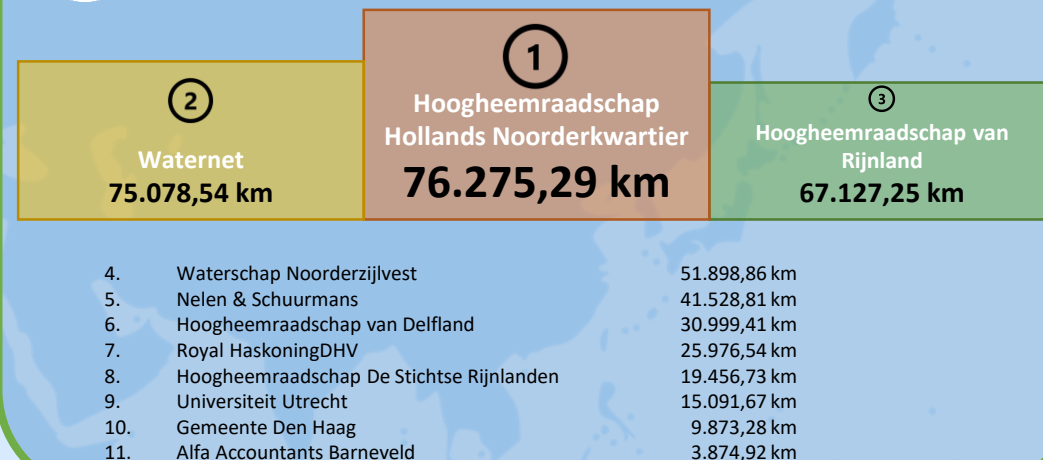 1
Hoogheemraadschap
Hollands Noorderkwartier
76.275,29 km
2
Waternet
75.078,54 km
3
Hoogheemraadschap van
Rijnland
67.127,25 km
4. Waterschap Noorderzijlvest 51.898,86 km
5. Nelen & Schuurmans 41.528,81 km
6. Hoogheemraadschap van Delfland 30.999,41 km
7. Royal HaskoningDHV 25.976,54 km
8. Hoogheemraadschap De Stichtse Rijnlanden 19.456,73 km
9. Universiteit Utrecht 15.091,67 km
10. Gemeente Den Haag 9.873,28 km
11. Alfa Accountants Barneveld 3.874,92 km